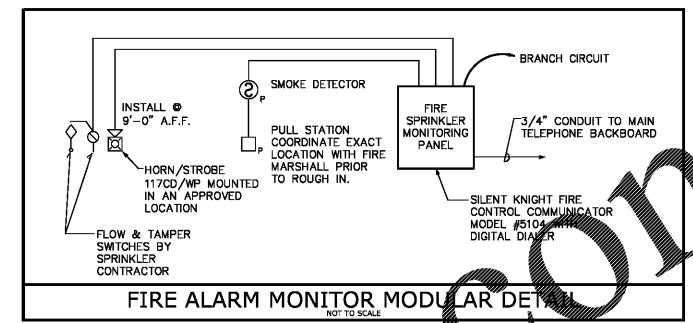 BRANCH CIRCUIT
SMOKE DETECTOR
P
INSTALL @
9'-0" A.F.F.
FIRE
SPRINKLER
MONITORING
PANEL
3/4" CONDUIT TO MAIN
TELEPHONE BACKBOARD
PULL STATION
COORDINATE EXACT
LOCATION WITH FIRE
MARSHALL PRIOR
TO ROUGH IN.
P
HORN/STROBE
117CD/WP MOUNTED
IN AN APPROVED
LOCATION
SILENT KNIGHT FIRE
CONTROL COMMUNICATOR
MODEL #5104 WITH
DIGITAL DIALER
FLOW & TAMPER
SWITCHES BY
SPRINKLER
CONTRACTOR
FIRE ALARM MONITOR MODULAR DETAIL
NOT TO SCALE
.com